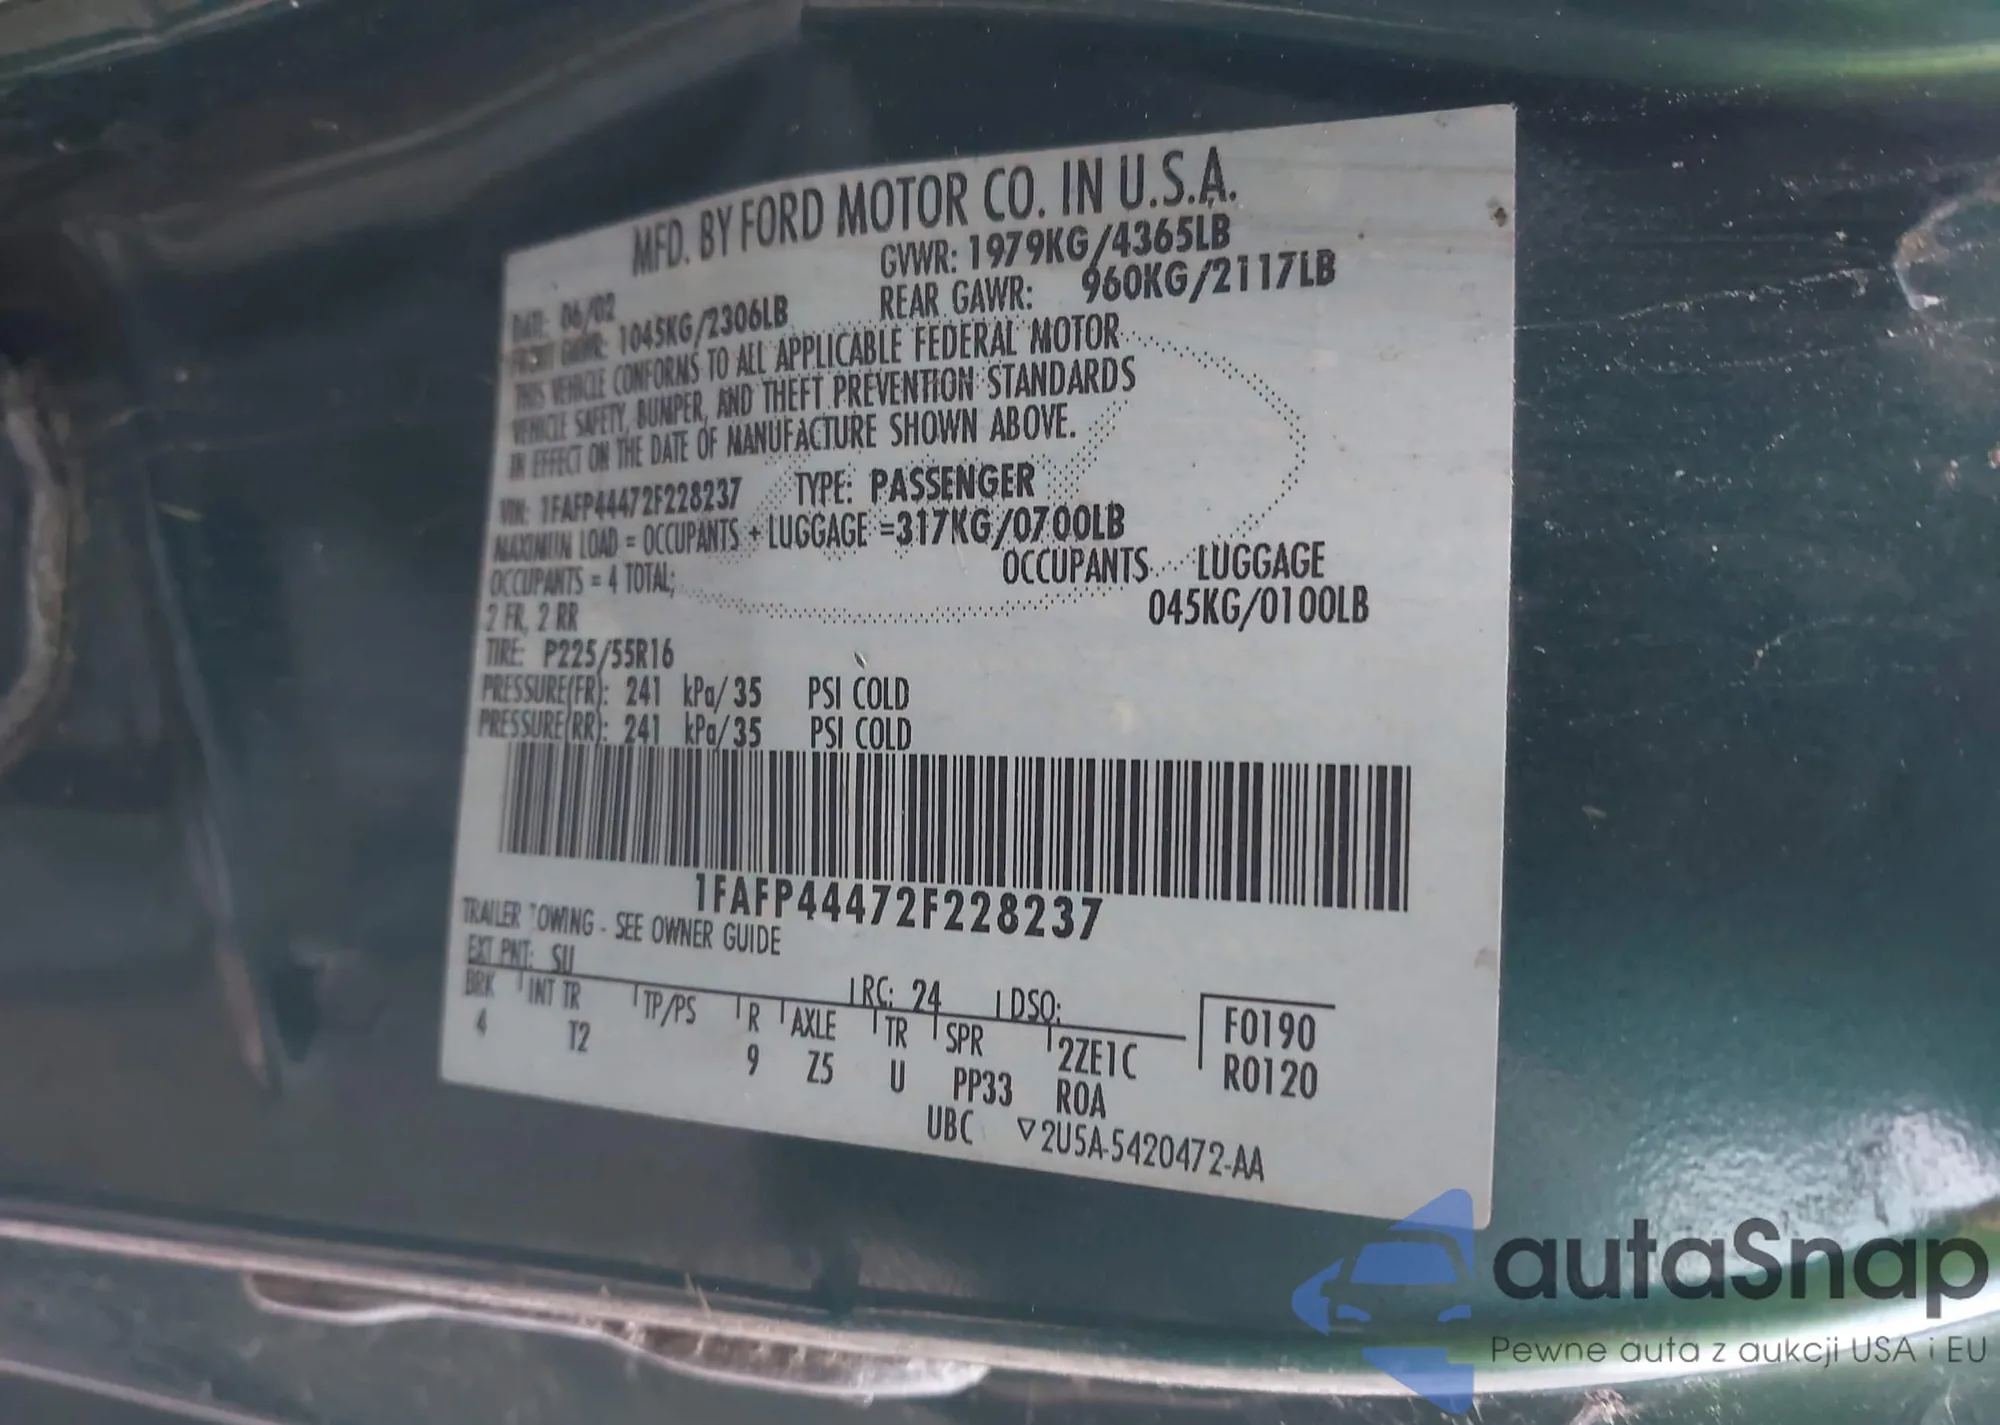 MFD. BY FORD MOTOR CO. IN U.S.A.
DATE: 06/02 GVWR: 1979KG/4365LB
FRONT GAWR: 1045KG/2306LB REAR GAWR: 960KG/2117LB
THIS VEHICLE CONFORMS TO ALL APPLICABLE FEDERAL MOTOR
VEHICLE SAFETY, BUMPER, AND THEFT PREVENTION STANDARDS
IN EFFECT ON THE DATE OF MANUFACTURE SHOWN ABOVE.
VIN: 1FAFP44472F228237 TYPE: PASSENGER
MAXIMUM LOAD = OCCUPANTS + LUGGAGE =317KG/0700LB
OCCUPANTS = 4 TOTAL; OCCUPANTS LUGGAGE
2 FR, 2 RR 045KG/0100LB
TIRE: P225/55R16
PRESSURE(FR): 241 kPa/35 PSI COLD
PRESSURE(RR): 241 kPa/35 PSI COLD
1FAFP44472F228237
TRAILER TOWING - SEE OWNER GUIDE
EXT PNT: SU RC: 24 DSO: F0190
BRK INT TR TP/PS R AXLE TR SPR 2ZE1C R0120
4 T2 9 Z5 U PP33 ROA
UBC ▽2U5A-5420472-AA
autaSnap
Pewne auta z aukcji USA i EU